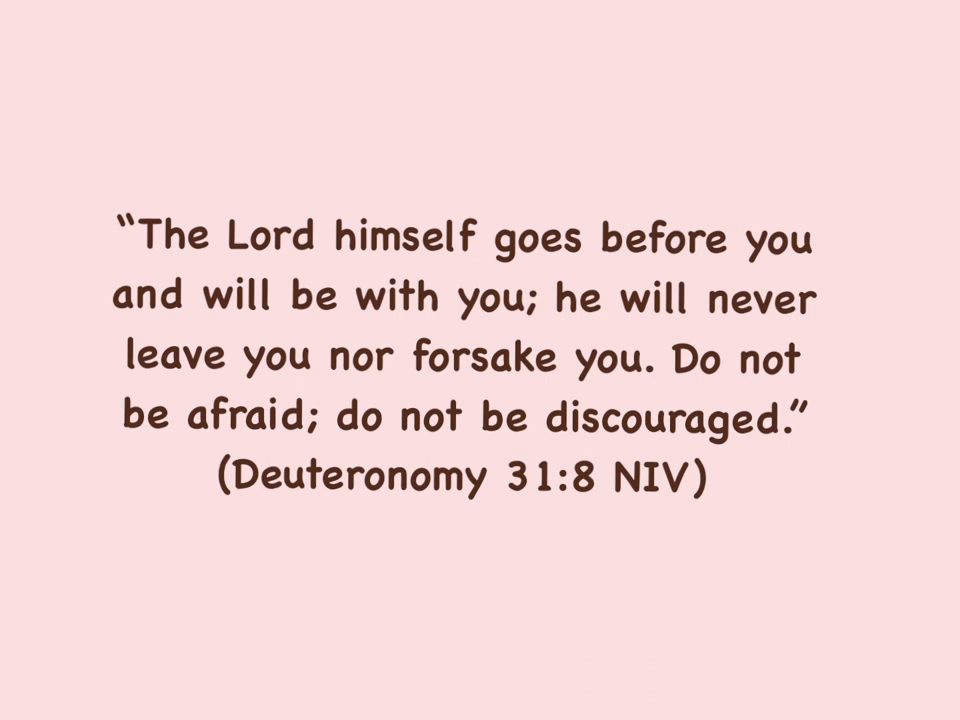 “The Lord himself goes before you
and will be with you; he will never
leave you nor forsake you. Do not
be afraid; do not be discouraged.”
(Deuteronomy 31:8 NIV)